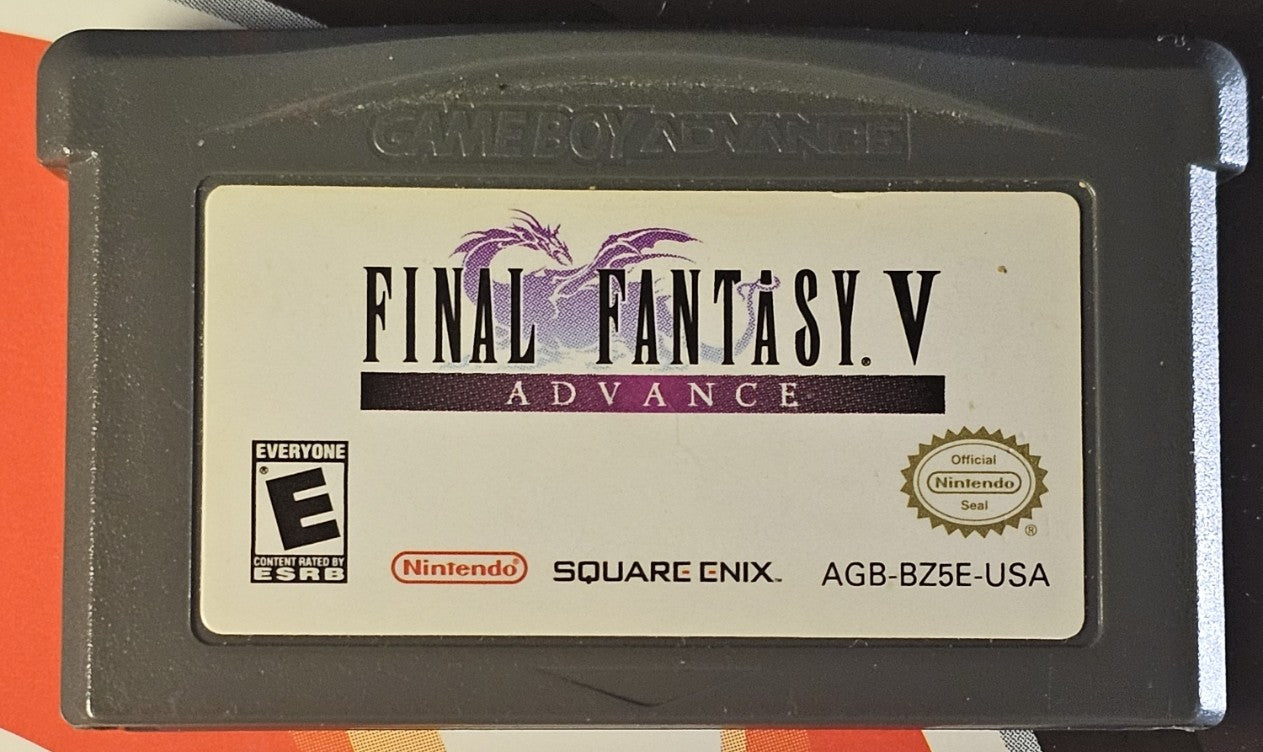 GAME BOY ADVANCE
FINAL FANTASY® V
ADVANCE
EVERYONE
E®
CONTENT RATED BY
ESRB
Nintendo®
SQUARE ENIX™
Official
Nintendo
Seal
®
AGB-BZ5E-USA